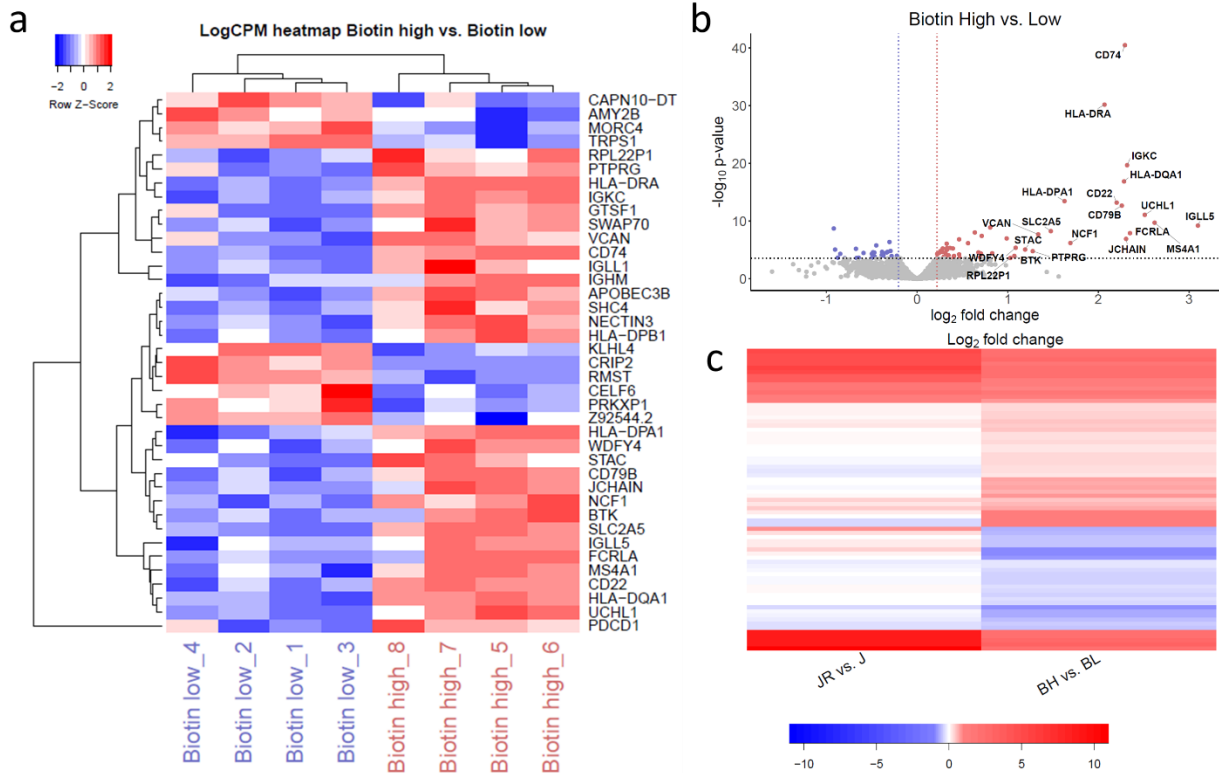 a
LogCPM heatmap Biotin high vs. Biotin low
−2 0 2
Row Z−Score
CAPN10−DT
AMY2B
MORC4
TRPS1
RPL22P1
PTPRG
HLA−DRA
IGKC
GTSF1
SWAP70
VCAN
CD74
IGLL1
IGHM
APOBEC3B
SHC4
NECTIN3
HLA−DPB1
KLHL4
CRIP2
RMST
CELF6
PRKXP1
Z92544.2
HLA−DPA1
WDFY4
STAC
CD79B
JCHAIN
NCF1
BTK
SLC2A5
IGLL5
FCRLA
MS4A1
CD22
HLA−DQA1
UCHL1
PDCD1
Biotin low_4
Biotin low_2
Biotin low_1
Biotin low_3
Biotin high_8
Biotin high_7
Biotin high_5
Biotin high_6
b
Biotin High vs. Low
-log10 p-value
40
30
20
10
0
CD74
HLA-DRA
IGKC
HLA-DQA1
HLA-DPA1
CD22
UCHL1
CD79B
IGLL5
VCAN
SLC2A5
NCF1
FCRLA
STAC
JCHAIN
MS4A1
WDFY4
BTK
PTPRG
RPL22P1
-1 0 1 2 3
log2 fold change
c
Log2 fold change
JR vs. J
BH vs. BL
−10 −5 0 5 10